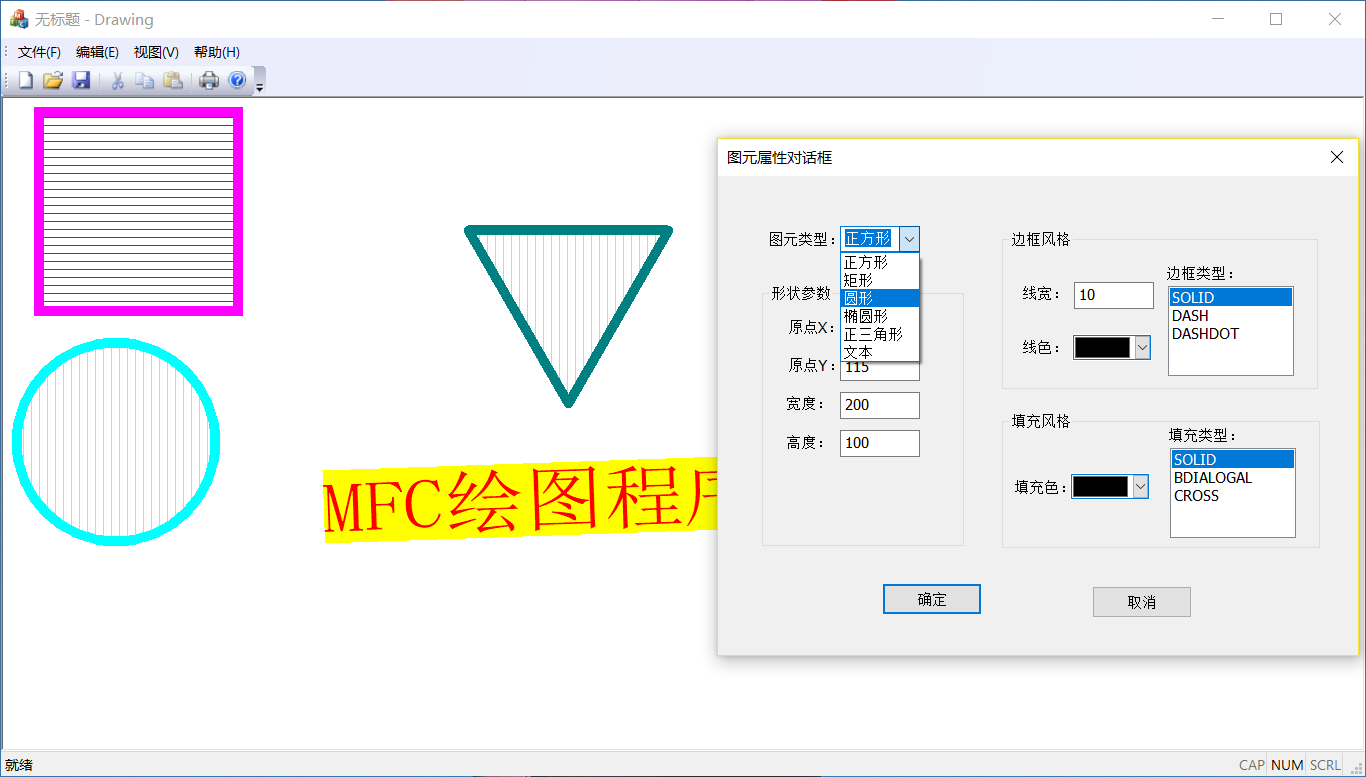 无标题 - Drawing
文件(F) 编辑(E) 视图(V) 帮助(H)
MFC绘图程
图元属性对话框
图元类型：
正方形
正方形
矩形
圆形
椭圆形
正三角形
文本
形状参数
原点X：
原点Y：
115
宽度：
200
高度：
100
边框风格
线宽：
10
线色：
边框类型：
SOLID
DASH
DASHDOT
填充风格
填充色：
填充类型：
SOLID
BDIALOGAL
CROSS
确定
取消
就绪
CAP NUM SCRL